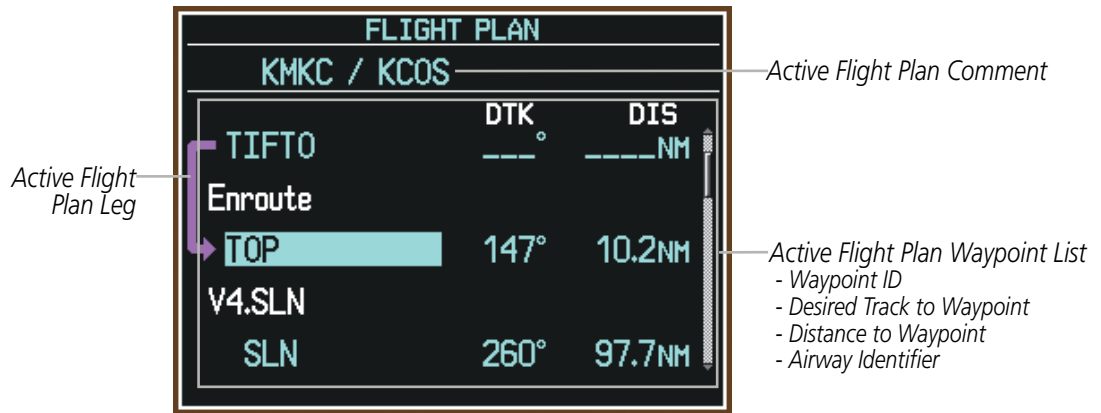 FLIGHT PLAN
KMKC / KCOS
Active Flight Plan Comment
DTK DIS
TIFTO ___° ____NM
Active Flight
Plan Leg
Enroute
TOP 147° 10.2NM
Active Flight Plan Waypoint List
- Waypoint ID
- Desired Track to Waypoint
- Distance to Waypoint
- Airway Identifier
V4.SLN
SLN 260° 97.7NM